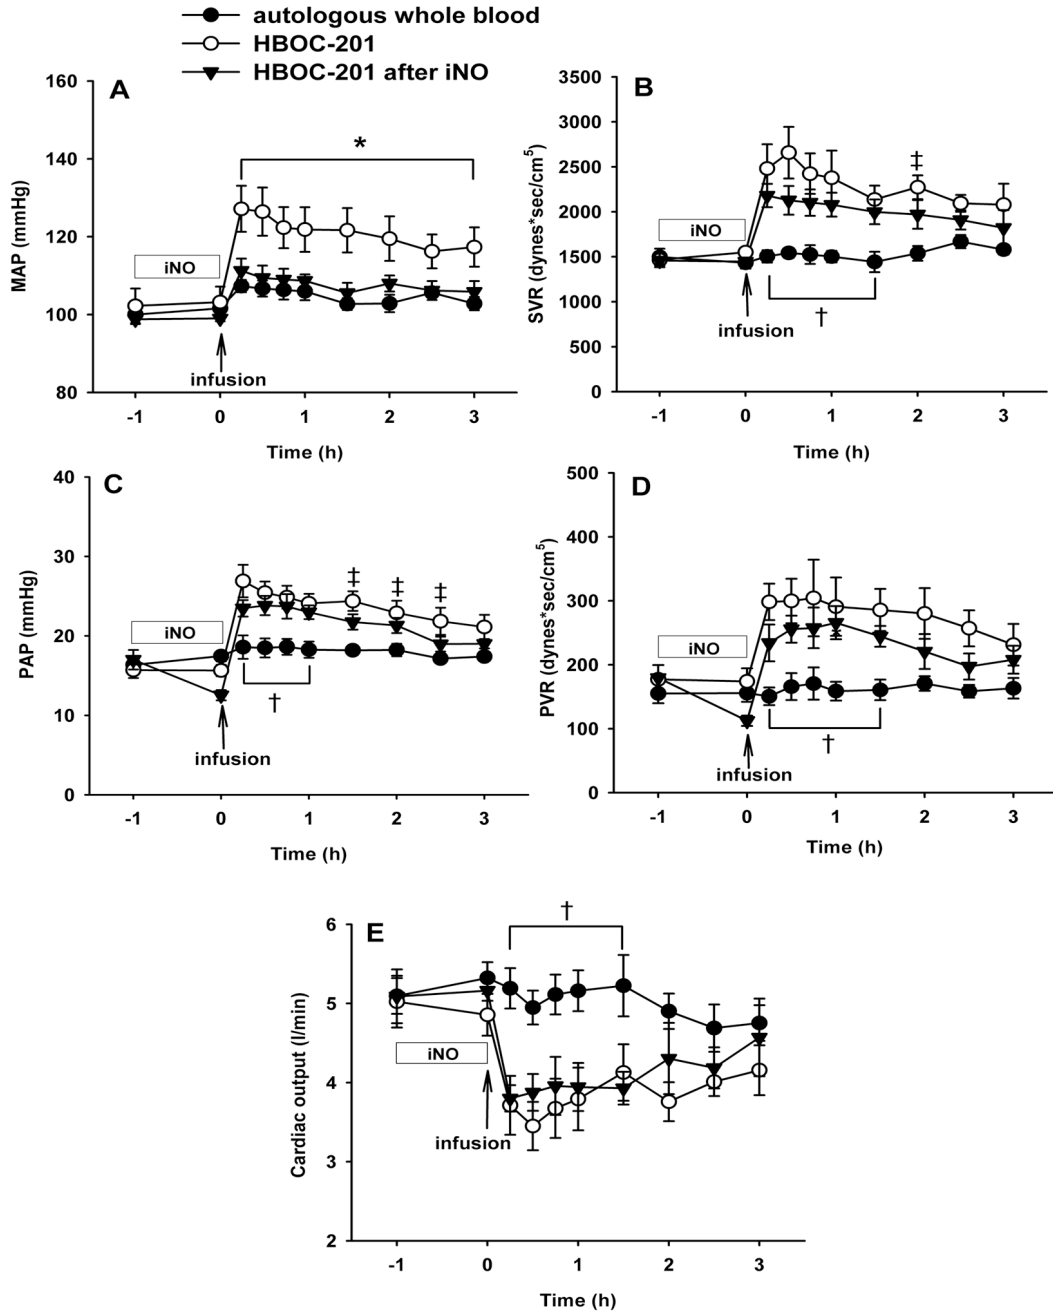 autologous whole blood
HBOC-201
HBOC-201 after iNO
A
MAP (mmHg)
160
140
120
100
80
*
iNO
infusion
-1 0 1 2 3
Time (h)
B
SVR (dynes*sec/cm⁵)
3500
3000
2500
2000
1500
1000
500
0
‡
iNO
infusion
†
-1 0 1 2 3
Time (h)
C
PAP (mmHg)
40
30
20
10
0
‡ ‡ ‡
iNO
†
infusion
-1 0 1 2 3
Time (h)
D
PVR (dynes*sec/cm⁵)
500
400
300
200
100
0
iNO
†
infusion
-1 0 1 2 3
Time (h)
E
Cardiac output (l/min)
6
5
4
3
2
†
iNO
infusion
-1 0 1 2 3
Time (h)